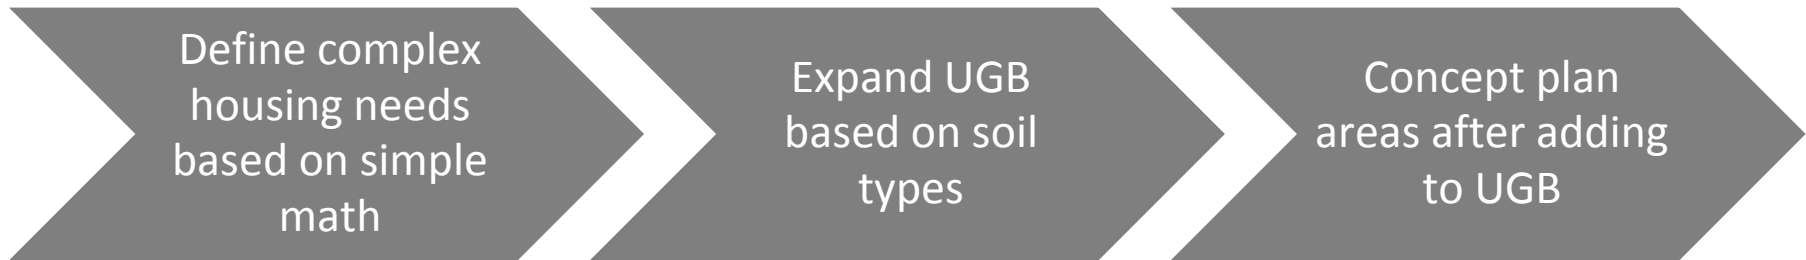 Define complex
housing needs
based on simple
math
Expand UGB
based on soil
types
Concept plan
areas after adding
to UGB